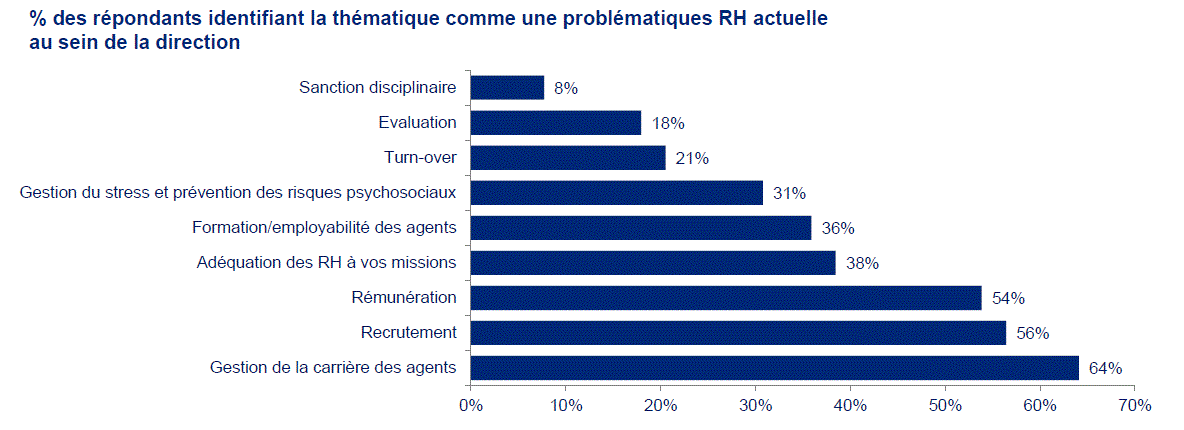 % des répondants identifiant la thématique comme une problématiques RH actuelle
au sein de la direction
Sanction disciplinaire 8%
Evaluation 18%
Turn-over 21%
Gestion du stress et prévention des risques psychosociaux 31%
Formation/employabilité des agents 36%
Adéquation des RH à vos missions 38%
Rémunération 54%
Recrutement 56%
Gestion de la carrière des agents 64%
0% 10% 20% 30% 40% 50% 60% 70%